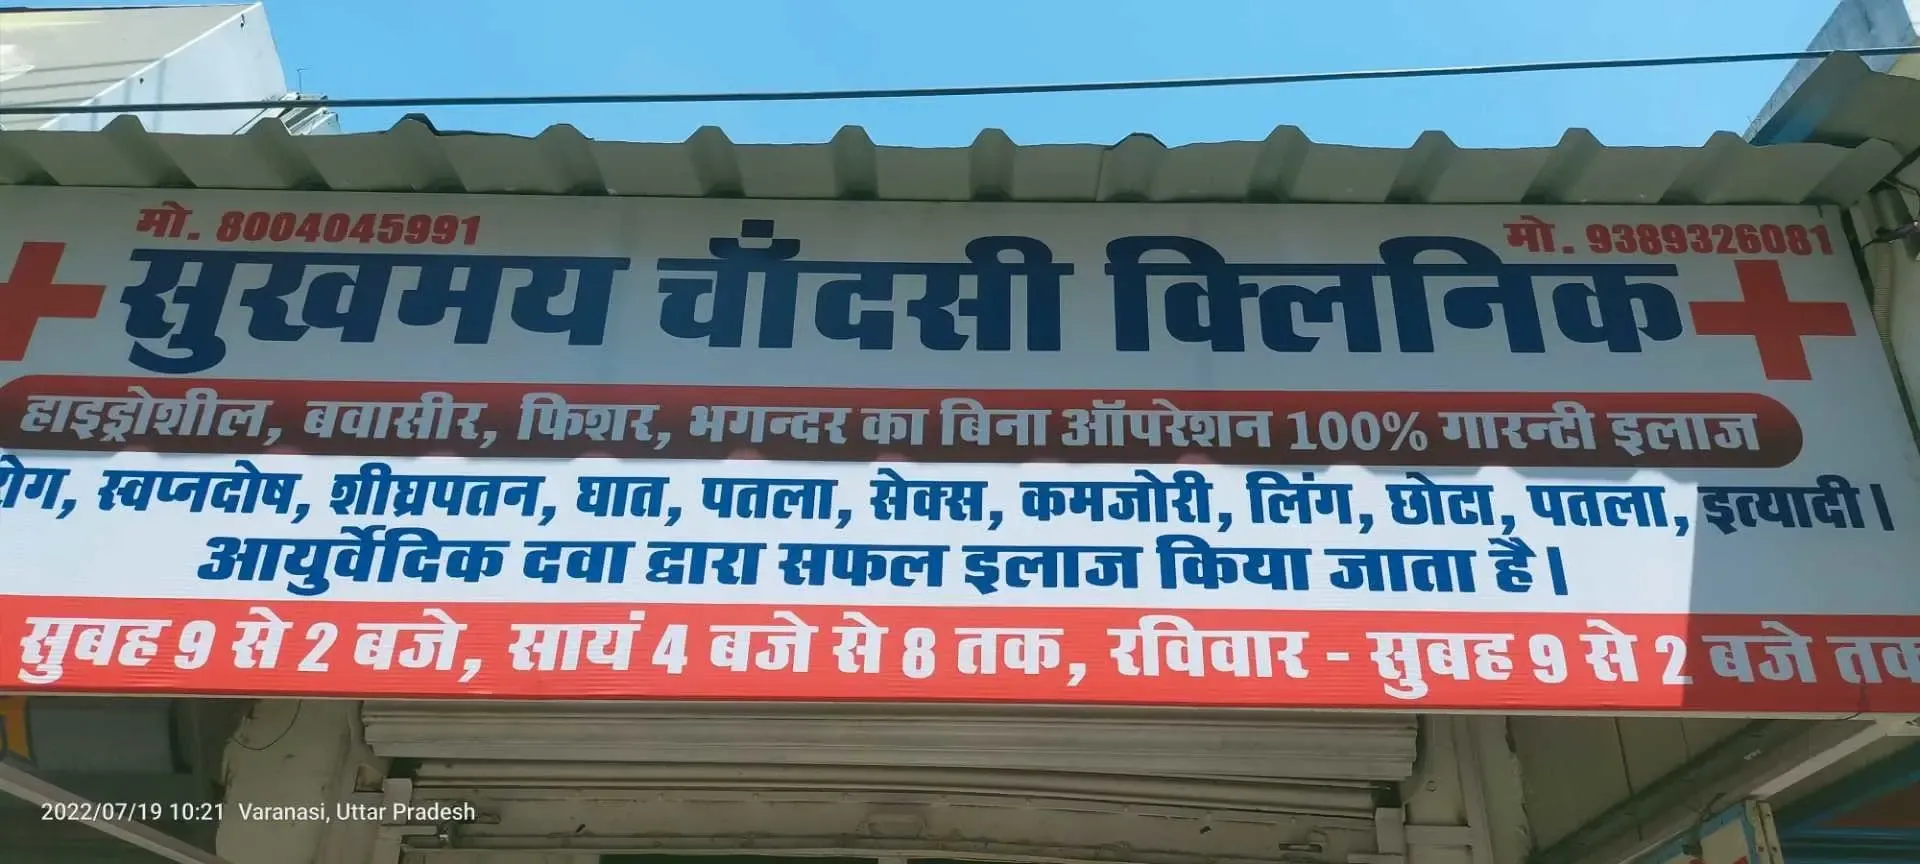 मो. 8004045991
मो. 9389326081
सुखमय चाँदसी क्लिनिक
हाइड्रोशील, बवासीर, फिशर, भगन्दर का बिना ऑपरेशन 100% गारन्टी इलाज
रोग, स्वप्नदोष, शीघ्रपतन, घात, पतला, सेक्स, कमजोरी, लिंग, छोटा, पतला, इत्यादी।
आयुर्वेदिक दवा द्वारा सफल इलाज किया जाता है।
सुबह 9 से 2 बजे, सायं 4 बजे से 8 तक, रविवार - सुबह 9 से 2 बजे तक
2022/07/19 10:21 Varanasi, Uttar Pradesh